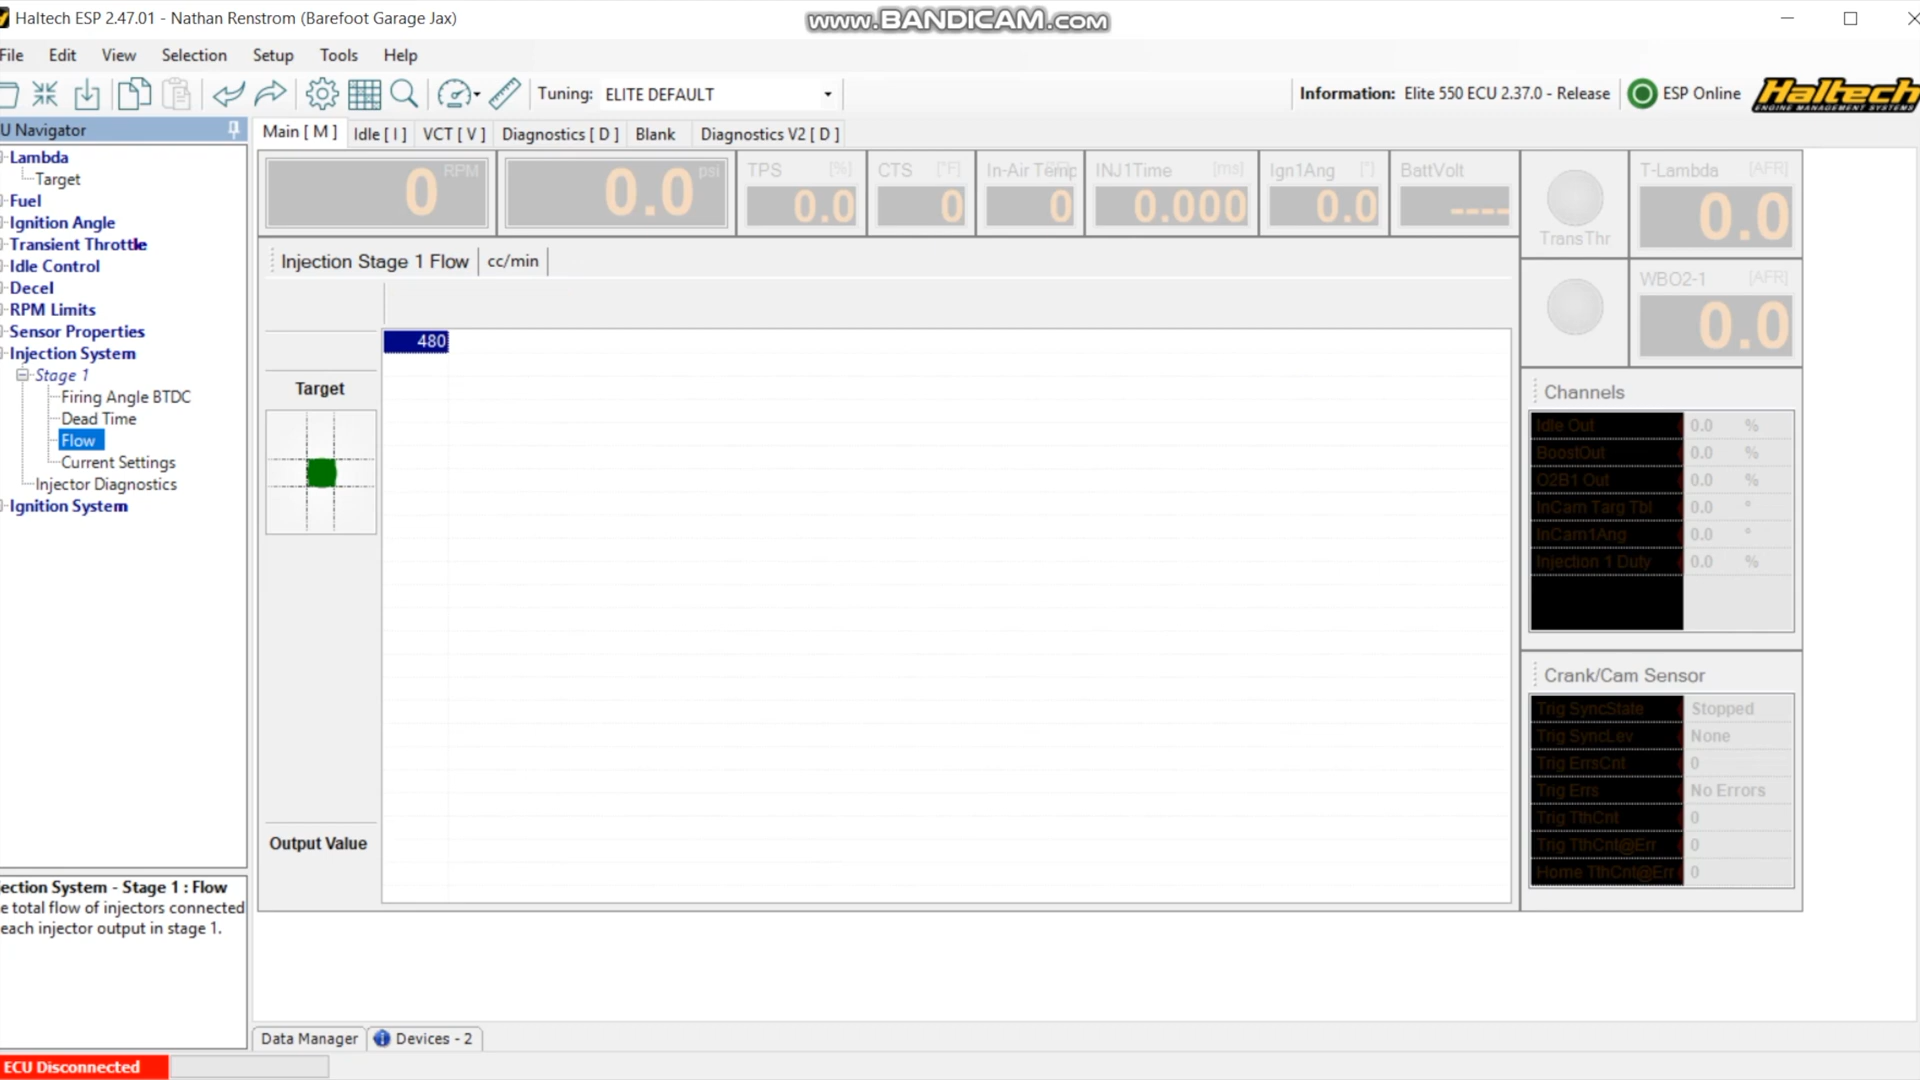 Haltech ESP 2.47.01 - Nathan Renstrom (Barefoot Garage Jax)
www.BANDICAM.com
File Edit View Selection Setup Tools Help
Tuning: ELITE DEFAULT
Information: Elite 550 ECU 2.37.0 - Release
ESP Online
Haltech
ENGINE MANAGEMENT SYSTEMS
U Navigator
Main [ M ] Idle [ I ] VCT [ V ] Diagnostics [ D ] Blank Diagnostics V2 [ D ]
Lambda
Target
Fuel
Ignition Angle
Transient Throttle
Idle Control
Decel
RPM Limits
Sensor Properties
Injection System
Stage 1
Firing Angle BTDC
Dead Time
Flow
Current Settings
Injector Diagnostics
Ignition System
0 RPM
0.0 psi
TPS [%]
0.0
CTS [°F]
0
In-Air Temp
0
INJ1Time [ms]
0.000
Ign1Ang [°]
0.0
BattVolt
----
TransThr
T-Lambda [AFR]
0.0
WBO2-1 [AFR]
0.0
Injection Stage 1 Flow cc/min
480
Target
Output Value
Channels
Idle Out 0.0 %
BoostOut 0.0 %
O2B1 Out 0.0 %
InCam Targ Tbl 0.0 °
InCam1Ang 0.0 °
Injection 1 Duty 0.0 %
Crank/Cam Sensor
Trig SyncState Stopped
Trig SyncLev None
Trig ErrsCnt 0
Trig Errs No Errors
Trig TthCnt 0
Trig TthCnt@Err 0
Home TthCnt@Err 0
jection System - Stage 1 : Flow
e total flow of injectors connected
each injector output in stage 1.
Data Manager Devices - 2
ECU Disconnected